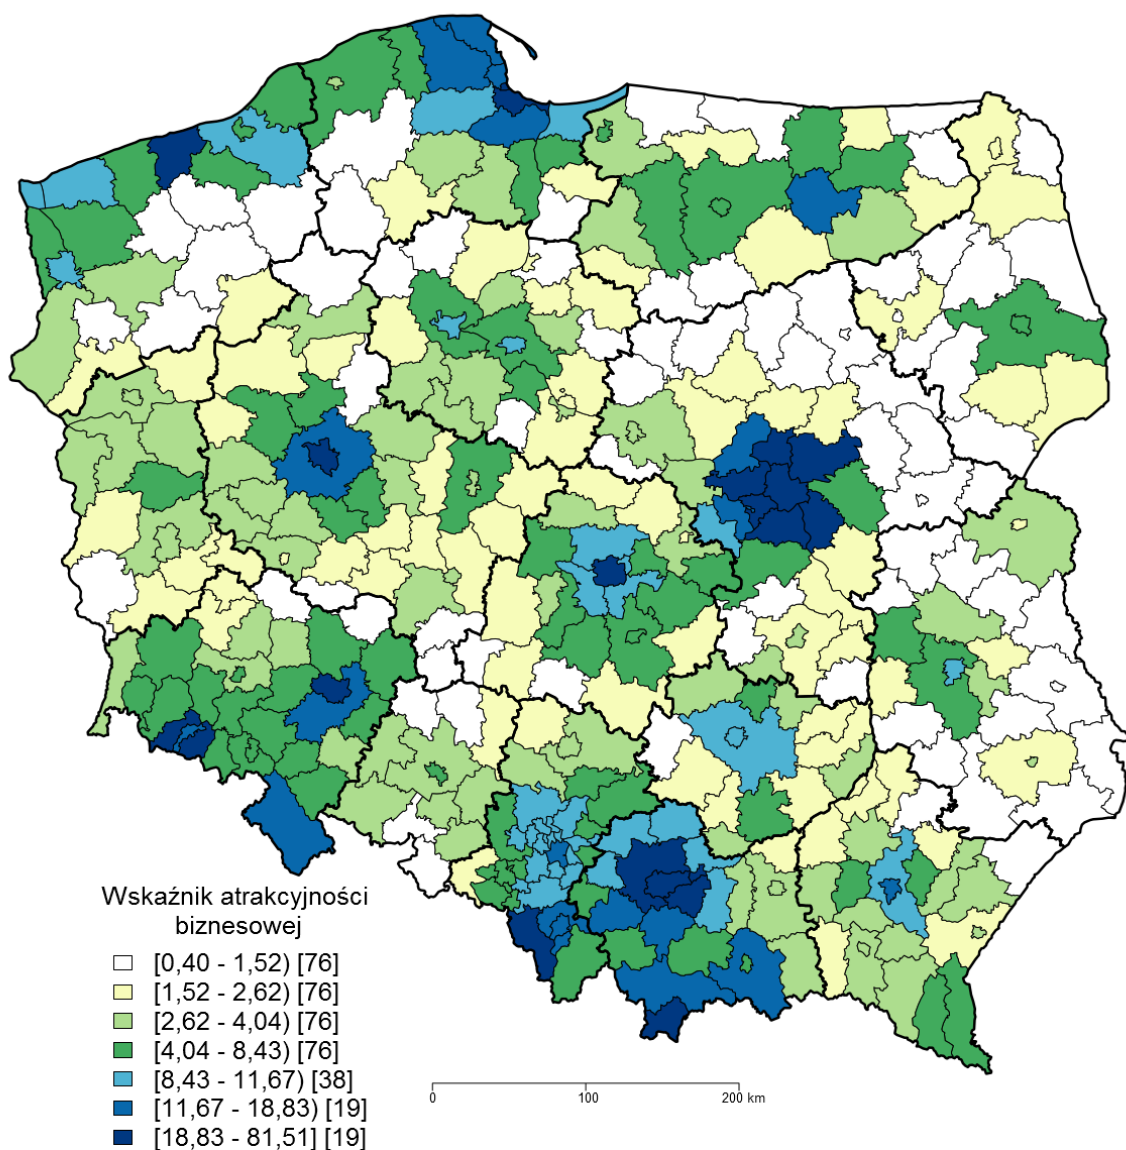 Wskaźnik atrakcyjności
biznesowej
[0,40 - 1,52) [76]
[1,52 - 2,62) [76]
[2,62 - 4,04) [76]
[4,04 - 8,43) [76]
[8,43 - 11,67) [38]
[11,67 - 18,83) [19]
[18,83 - 81,51] [19]
0 100 200 km